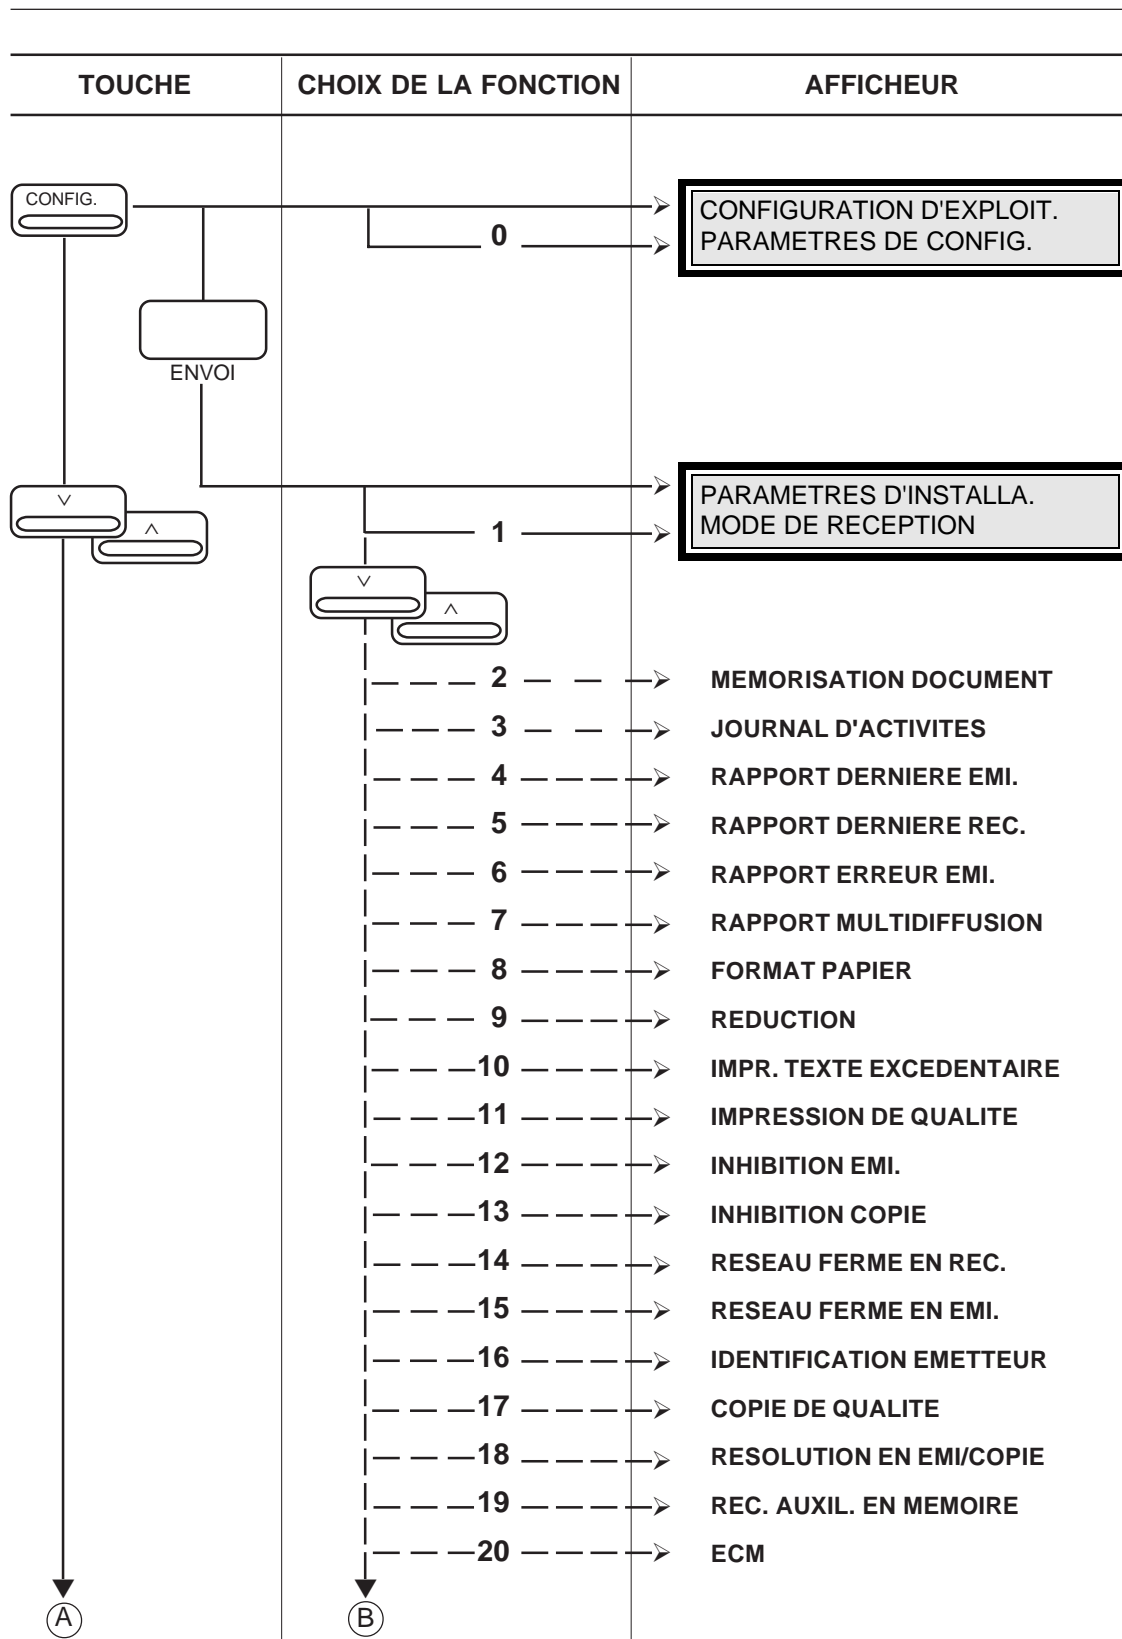 TOUCHE CHOIX DE LA FONCTION AFFICHEUR
CONFIG.
CONFIGURATION D'EXPLOIT.
0 PARAMETRES DE CONFIG.
ENVOI
PARAMETRES D'INSTALLA.
1 MODE DE RECEPTION
2 MEMORISATION DOCUMENT
3 JOURNAL D'ACTIVITES
4 RAPPORT DERNIERE EMI.
5 RAPPORT DERNIERE REC.
6 RAPPORT ERREUR EMI.
7 RAPPORT MULTIDIFFUSION
8 FORMAT PAPIER
9 REDUCTION
10 IMPR. TEXTE EXCEDENTAIRE
11 IMPRESSION DE QUALITE
12 INHIBITION EMI.
13 INHIBITION COPIE
14 RESEAU FERME EN REC.
15 RESEAU FERME EN EMI.
16 IDENTIFICATION EMETTEUR
17 COPIE DE QUALITE
18 RESOLUTION EN EMI/COPIE
19 REC. AUXIL. EN MEMOIRE
20 ECM
A B